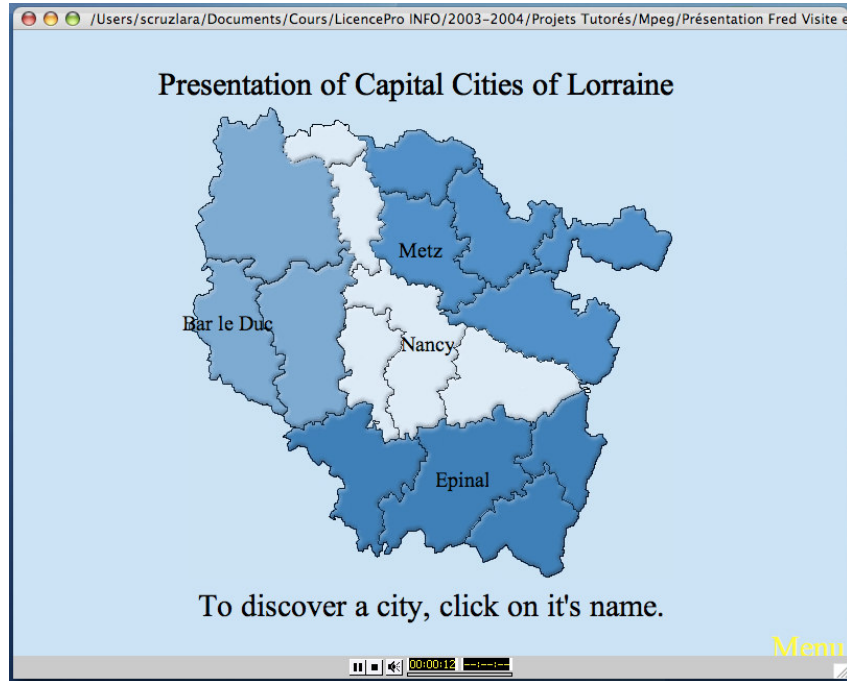 /Users/scruzlara/Documents/Cours/LicencePro INFO/2003-2004/Projets Tutorés/Mpeg/Présentation Fred Visite e
Presentation of Capital Cities of Lorraine
Metz
Bar le Duc
Nancy
Epinal
To discover a city, click on it's name.
Menu
00:00:12 --:--:--